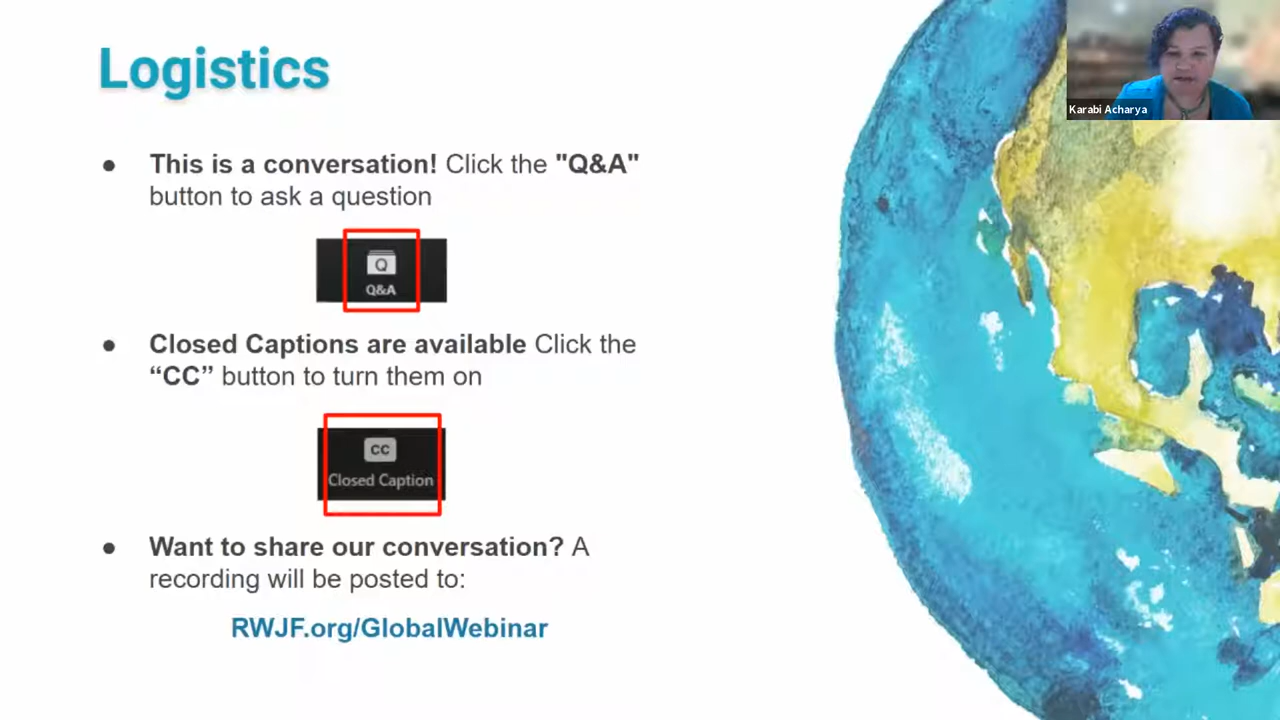 Logistics
Karabi Acharya
● This is a conversation! Click the "Q&A"
button to ask a question
Q
Q&A
● Closed Captions are available Click the
“CC” button to turn them on
CC
Closed Caption
● Want to share our conversation? A
recording will be posted to:
RWJF.org/GlobalWebinar